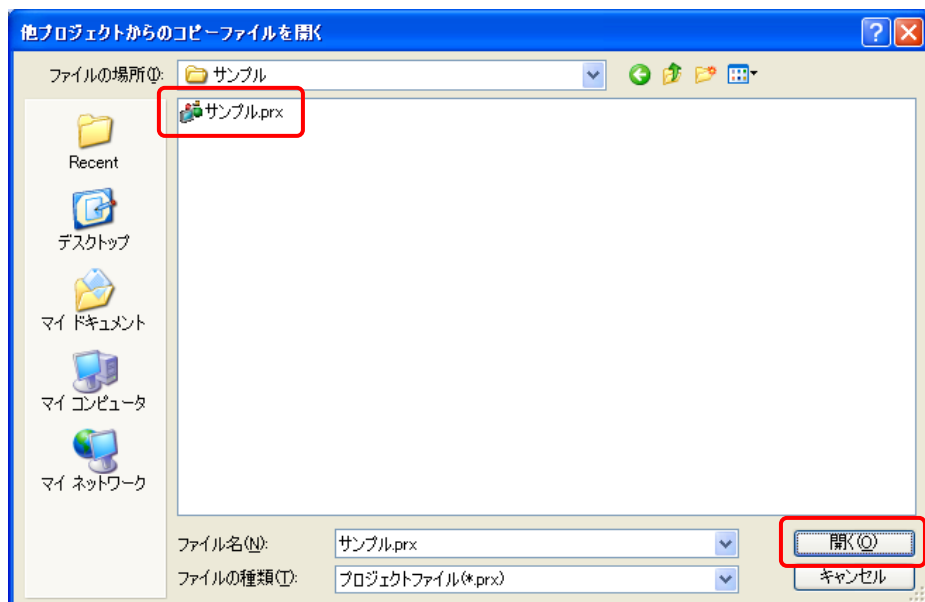 他プロジェクトからのコピーファイルを開く
ファイルの場所(I):
サンプル
サンプル.prx
Recent
デスクトップ
マイ ドキュメント
マイ コンピュータ
マイ ネットワーク
ファイル名(N):
サンプル.prx
開く(O)
ファイルの種類(T):
プロジェクトファイル(*.prx)
キャンセル